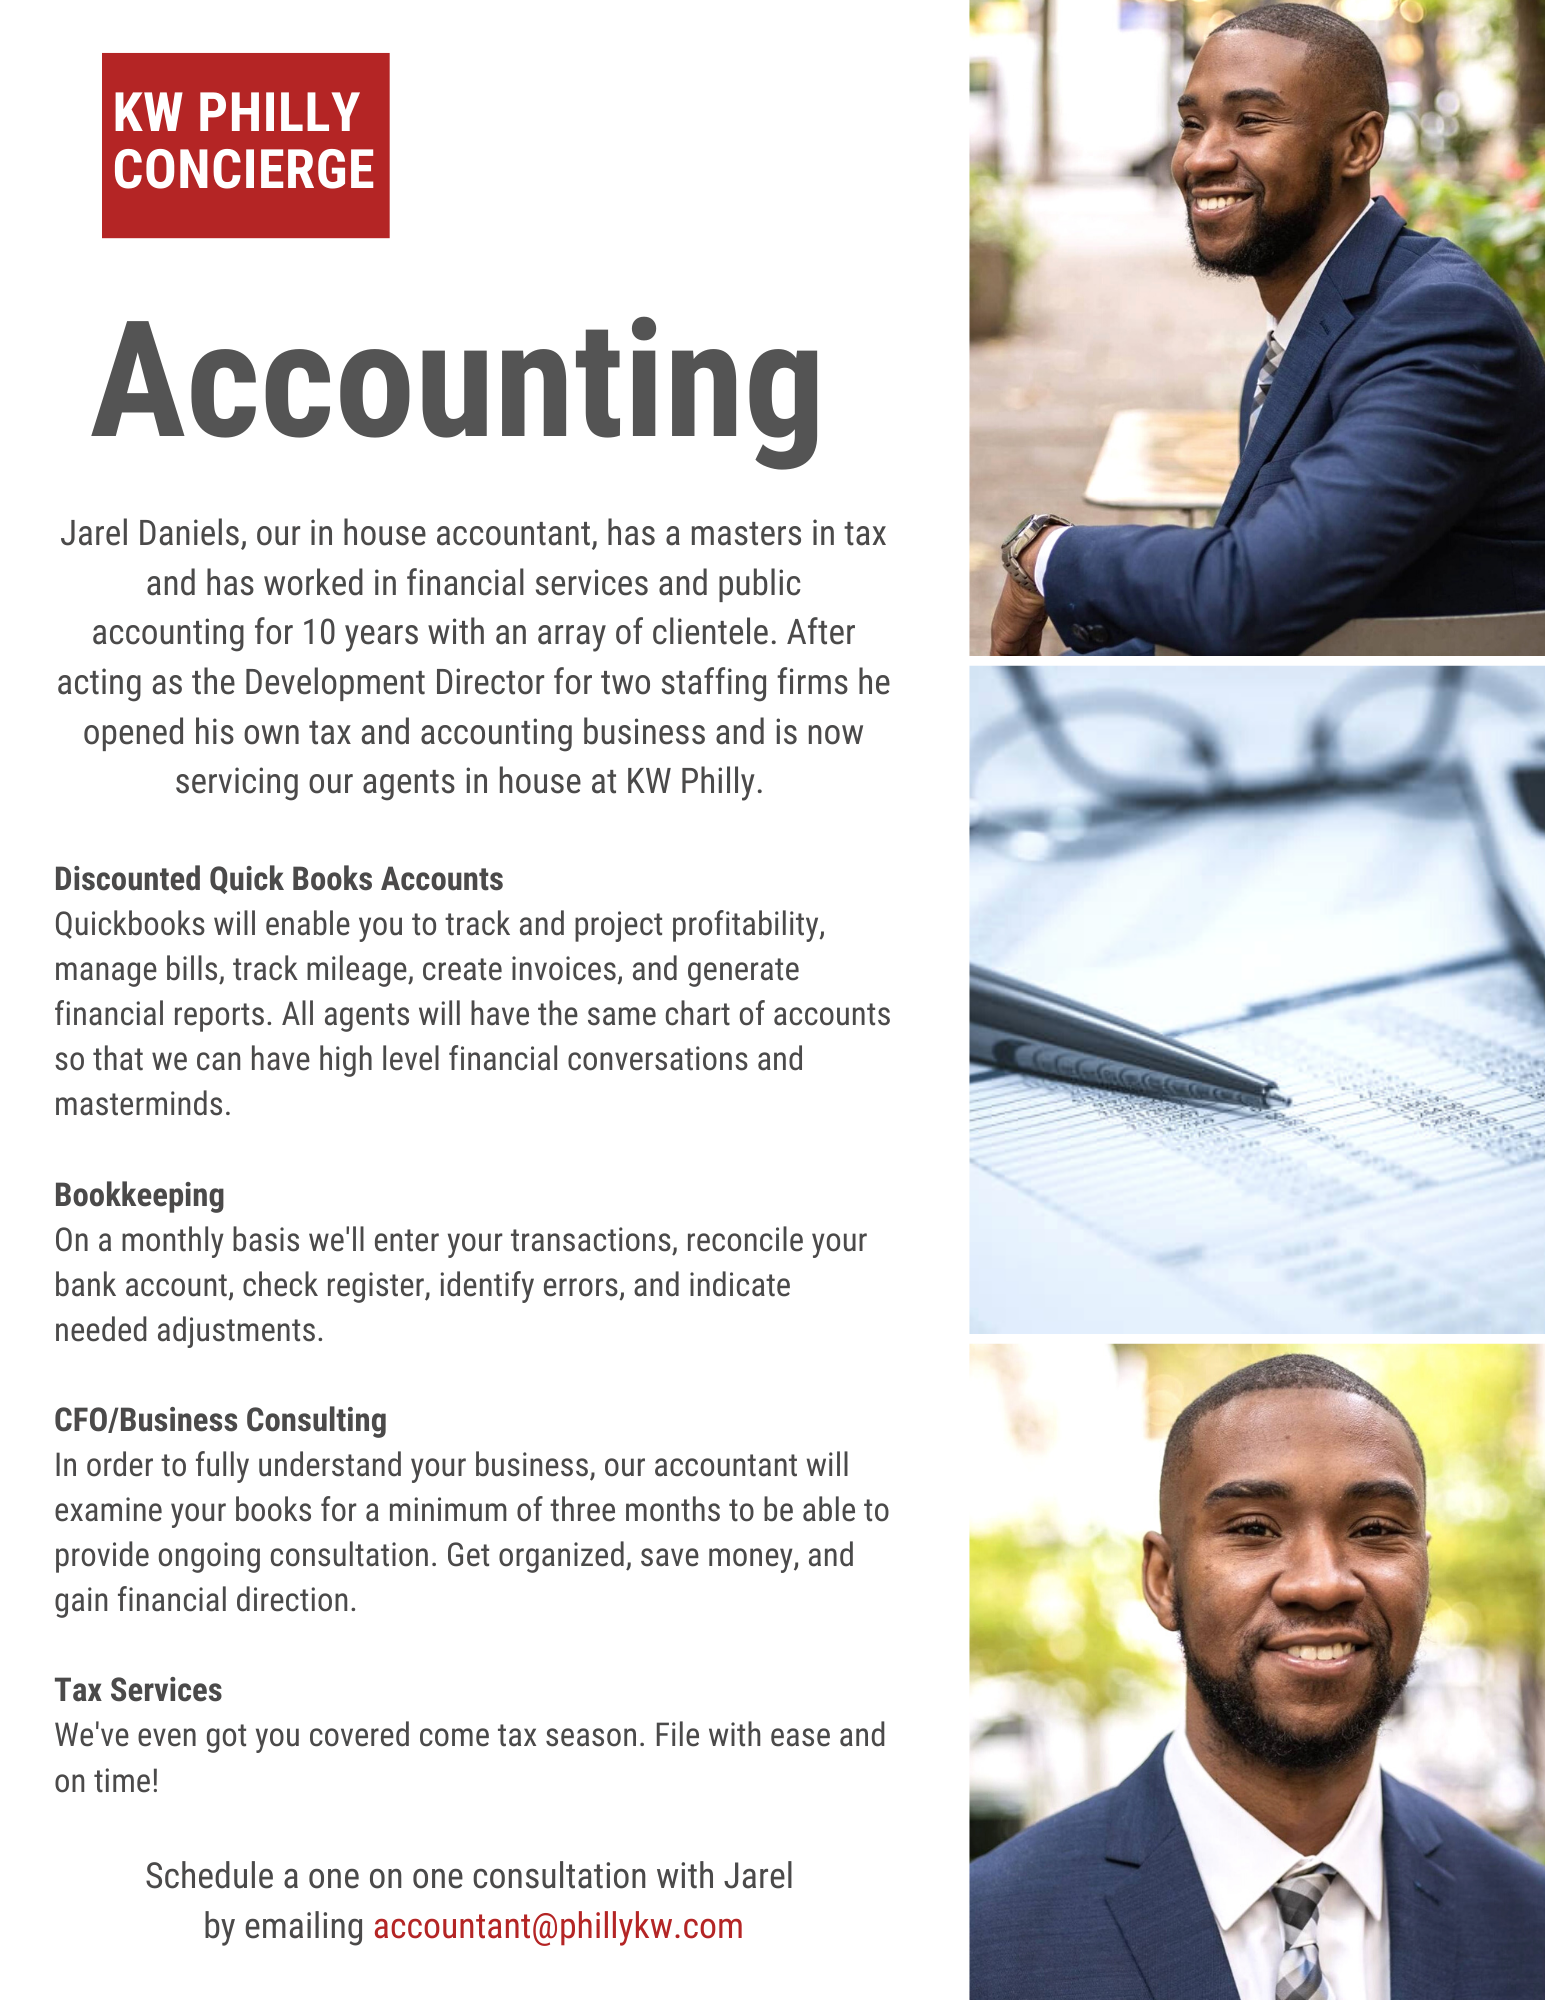 KW PHILLY
CONCIERGE
Accounting
Jarel Daniels, our in house accountant, has a masters in tax
and has worked in financial services and public
accounting for 10 years with an array of clientele. After
acting as the Development Director for two staffing firms he
opened his own tax and accounting business and is now
servicing our agents in house at KW Philly.
Discounted Quick Books Accounts
Quickbooks will enable you to track and project profitability,
manage bills, track mileage, create invoices, and generate
financial reports. All agents will have the same chart of accounts
so that we can have high level financial conversations and
masterminds.
Bookkeeping
On a monthly basis we'll enter your transactions, reconcile your
bank account, check register, identify errors, and indicate
needed adjustments.
CFO/Business Consulting
In order to fully understand your business, our accountant will
examine your books for a minimum of three months to be able to
provide ongoing consultation. Get organized, save money, and
gain financial direction.
Tax Services
We've even got you covered come tax season. File with ease and
on time!
Schedule a one on one consultation with Jarel
by emailing accountant@phillykw.com